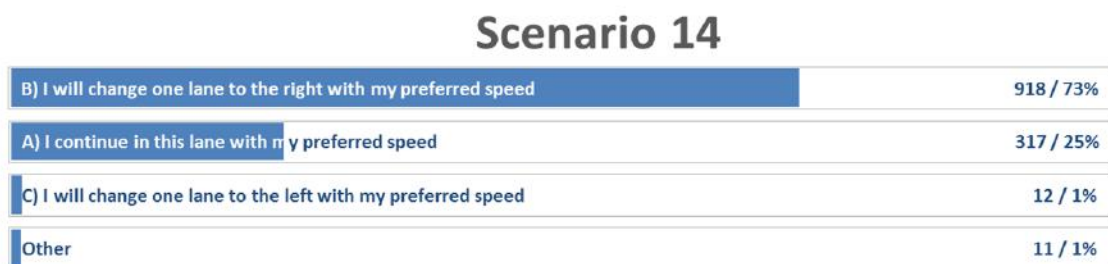 Scenario 14
B) I will change one lane to the right with my preferred speed 918 / 73%
A) I continue in this lane with my preferred speed 317 / 25%
C) I will change one lane to the left with my preferred speed 12 / 1%
Other 11 / 1%